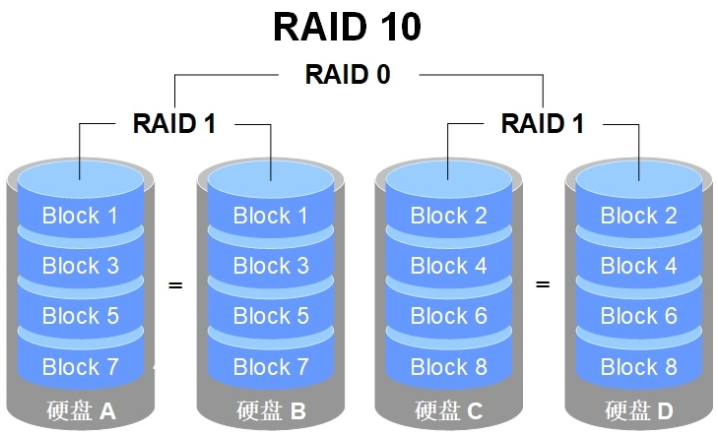 RAID 10
RAID 0
RAID 1
RAID 1
Block 1
Block 1
Block 2
Block 2
Block 3
Block 3
Block 4
Block 4
=
=
Block 5
Block 5
Block 6
Block 6
Block 7
Block 7
Block 8
Block 8
硬盘 A
硬盘 B
硬盘 C
硬盘 D